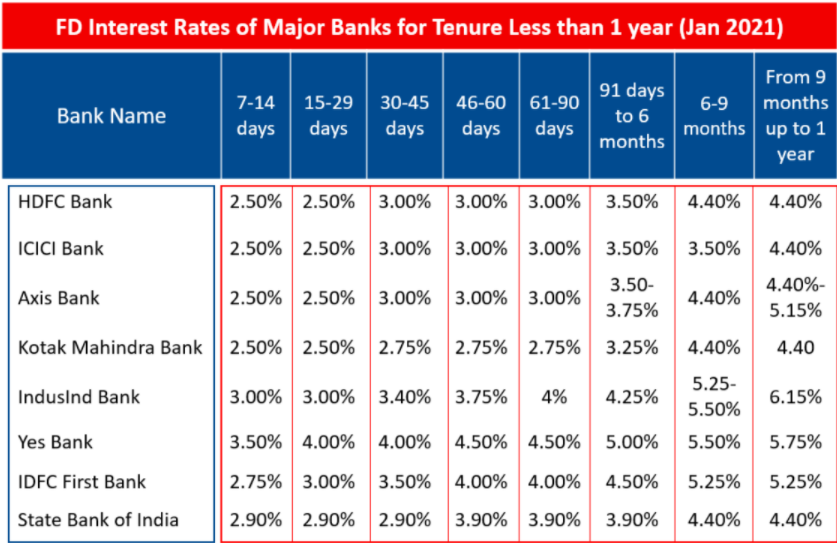 FD Interest Rates of Major Banks for Tenure Less than 1 year (Jan 2021)
Bank Name 7-14 days 15-29 days 30-45 days 46-60 days 61-90 days 91 days to 6 months 6-9 months From 9 months up to 1 year
HDFC Bank 2.50% 2.50% 3.00% 3.00% 3.00% 3.50% 4.40% 4.40%
ICICI Bank 2.50% 2.50% 3.00% 3.00% 3.00% 3.50% 3.50% 4.40%
Axis Bank 2.50% 2.50% 3.00% 3.00% 3.00% 3.50-3.75% 4.40% 4.40%-5.15%
Kotak Mahindra Bank 2.50% 2.50% 2.75% 2.75% 2.75% 3.25% 4.40% 4.40
IndusInd Bank 3.00% 3.00% 3.40% 3.75% 4% 4.25% 5.25-5.50% 6.15%
Yes Bank 3.50% 4.00% 4.00% 4.50% 4.50% 5.00% 5.50% 5.75%
IDFC First Bank 2.75% 3.00% 3.50% 4.00% 4.00% 4.50% 5.25% 5.25%
State Bank of India 2.90% 2.90% 2.90% 3.90% 3.90% 3.90% 4.40% 4.40%